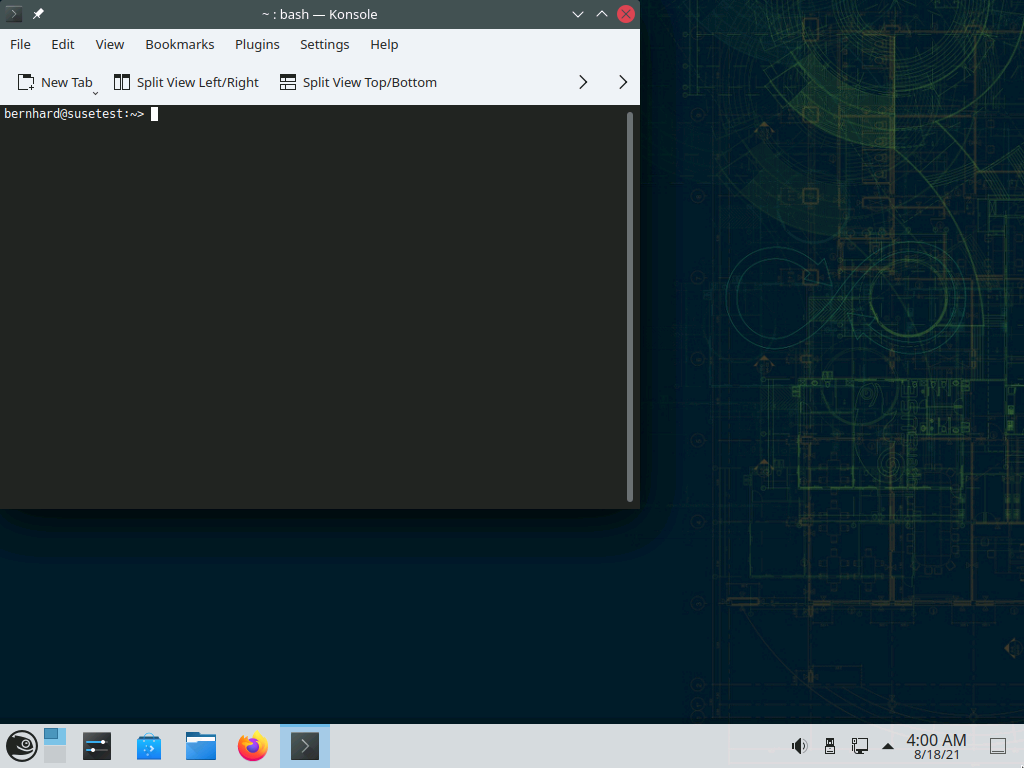 ~ : bash — Konsole
File Edit View Bookmarks Plugins Settings Help
New Tab Split View Left/Right Split View Top/Bottom
bernhard@susetest:~>
4:00 AM
8/18/21